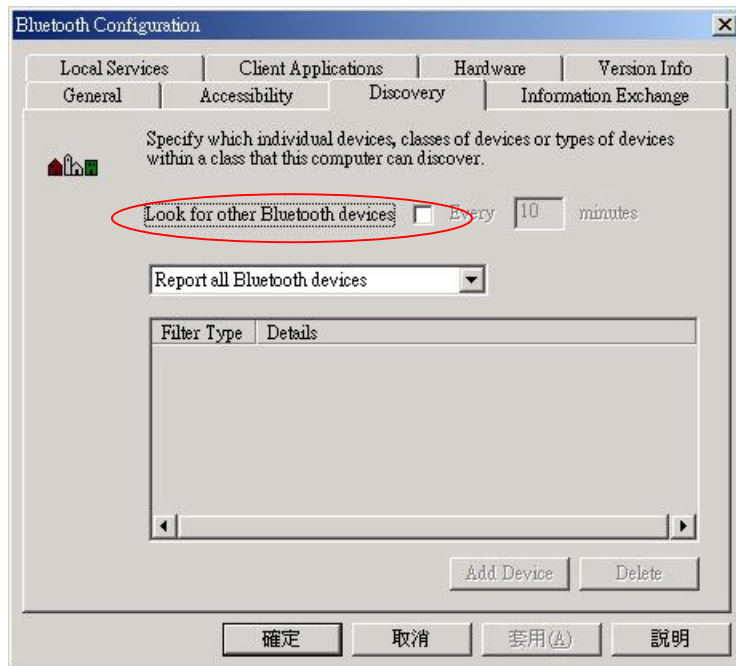 Bluetooth Configuration
Local Services Client Applications Hardware Version Info
General Accessibility Discovery Information Exchange
Specify which individual devices, classes of devices or types of devices
within a class that this computer can discover.
Look for other Bluetooth devices Every 10 minutes
Report all Bluetooth devices
Filter Type Details
Add Device Delete
確定 取消 套用(A) 說明